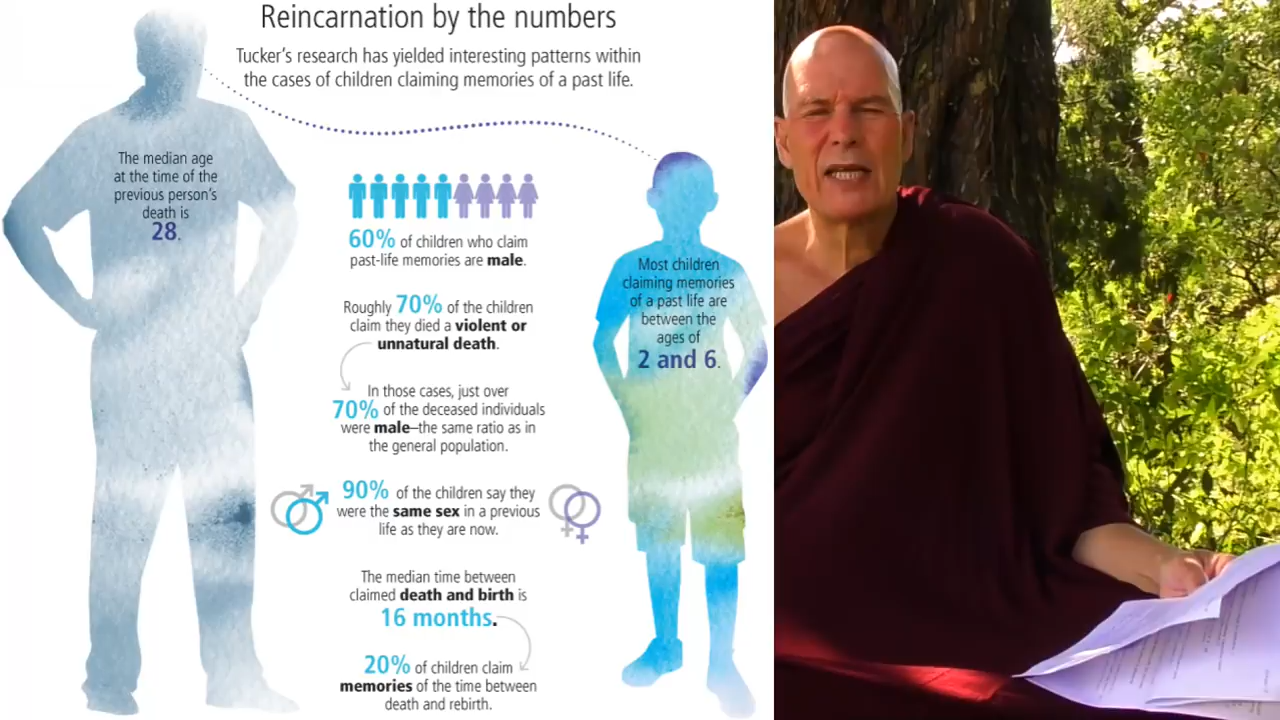 Reincarnation by the numbers
Tucker's research has yielded interesting patterns within
the cases of children claiming memories of a past life.
The median age
at the time of the
previous person's
death is
28.
60% of children who claim
past-life memories are male.
Roughly 70% of the children
claim they died a violent or
unnatural death.
In those cases, just over
70% of the deceased individuals
were male–the same ratio as in
the general population.
90% of the children say they
were the same sex in a previous
life as they are now.
The median time between
claimed death and birth is
16 months.
20% of children claim
memories of the time between
death and rebirth.
Most children
claiming memories
of a past life are
between the
ages of
2 and 6.